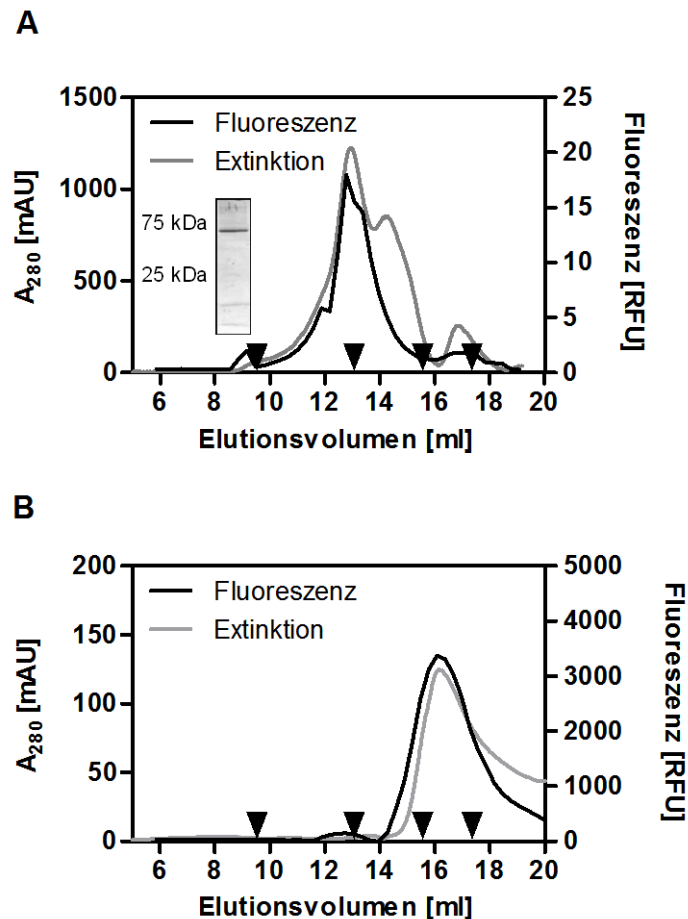 A
1500
1000
500
0
A280 [mAU]
Fluoreszenz
Extinktion
75 kDa
25 kDa
25
20
15
10
5
0
Fluoreszenz [RFU]
6 8 10 12 14 16 18 20
Elutionsvolumen [ml]
B
200
150
100
50
0
A280 [mAU]
Fluoreszenz
Extinktion
5000
4000
3000
2000
1000
0
Fluoreszenz [RFU]
6 8 10 12 14 16 18 20
Elutionsvolumen [ml]